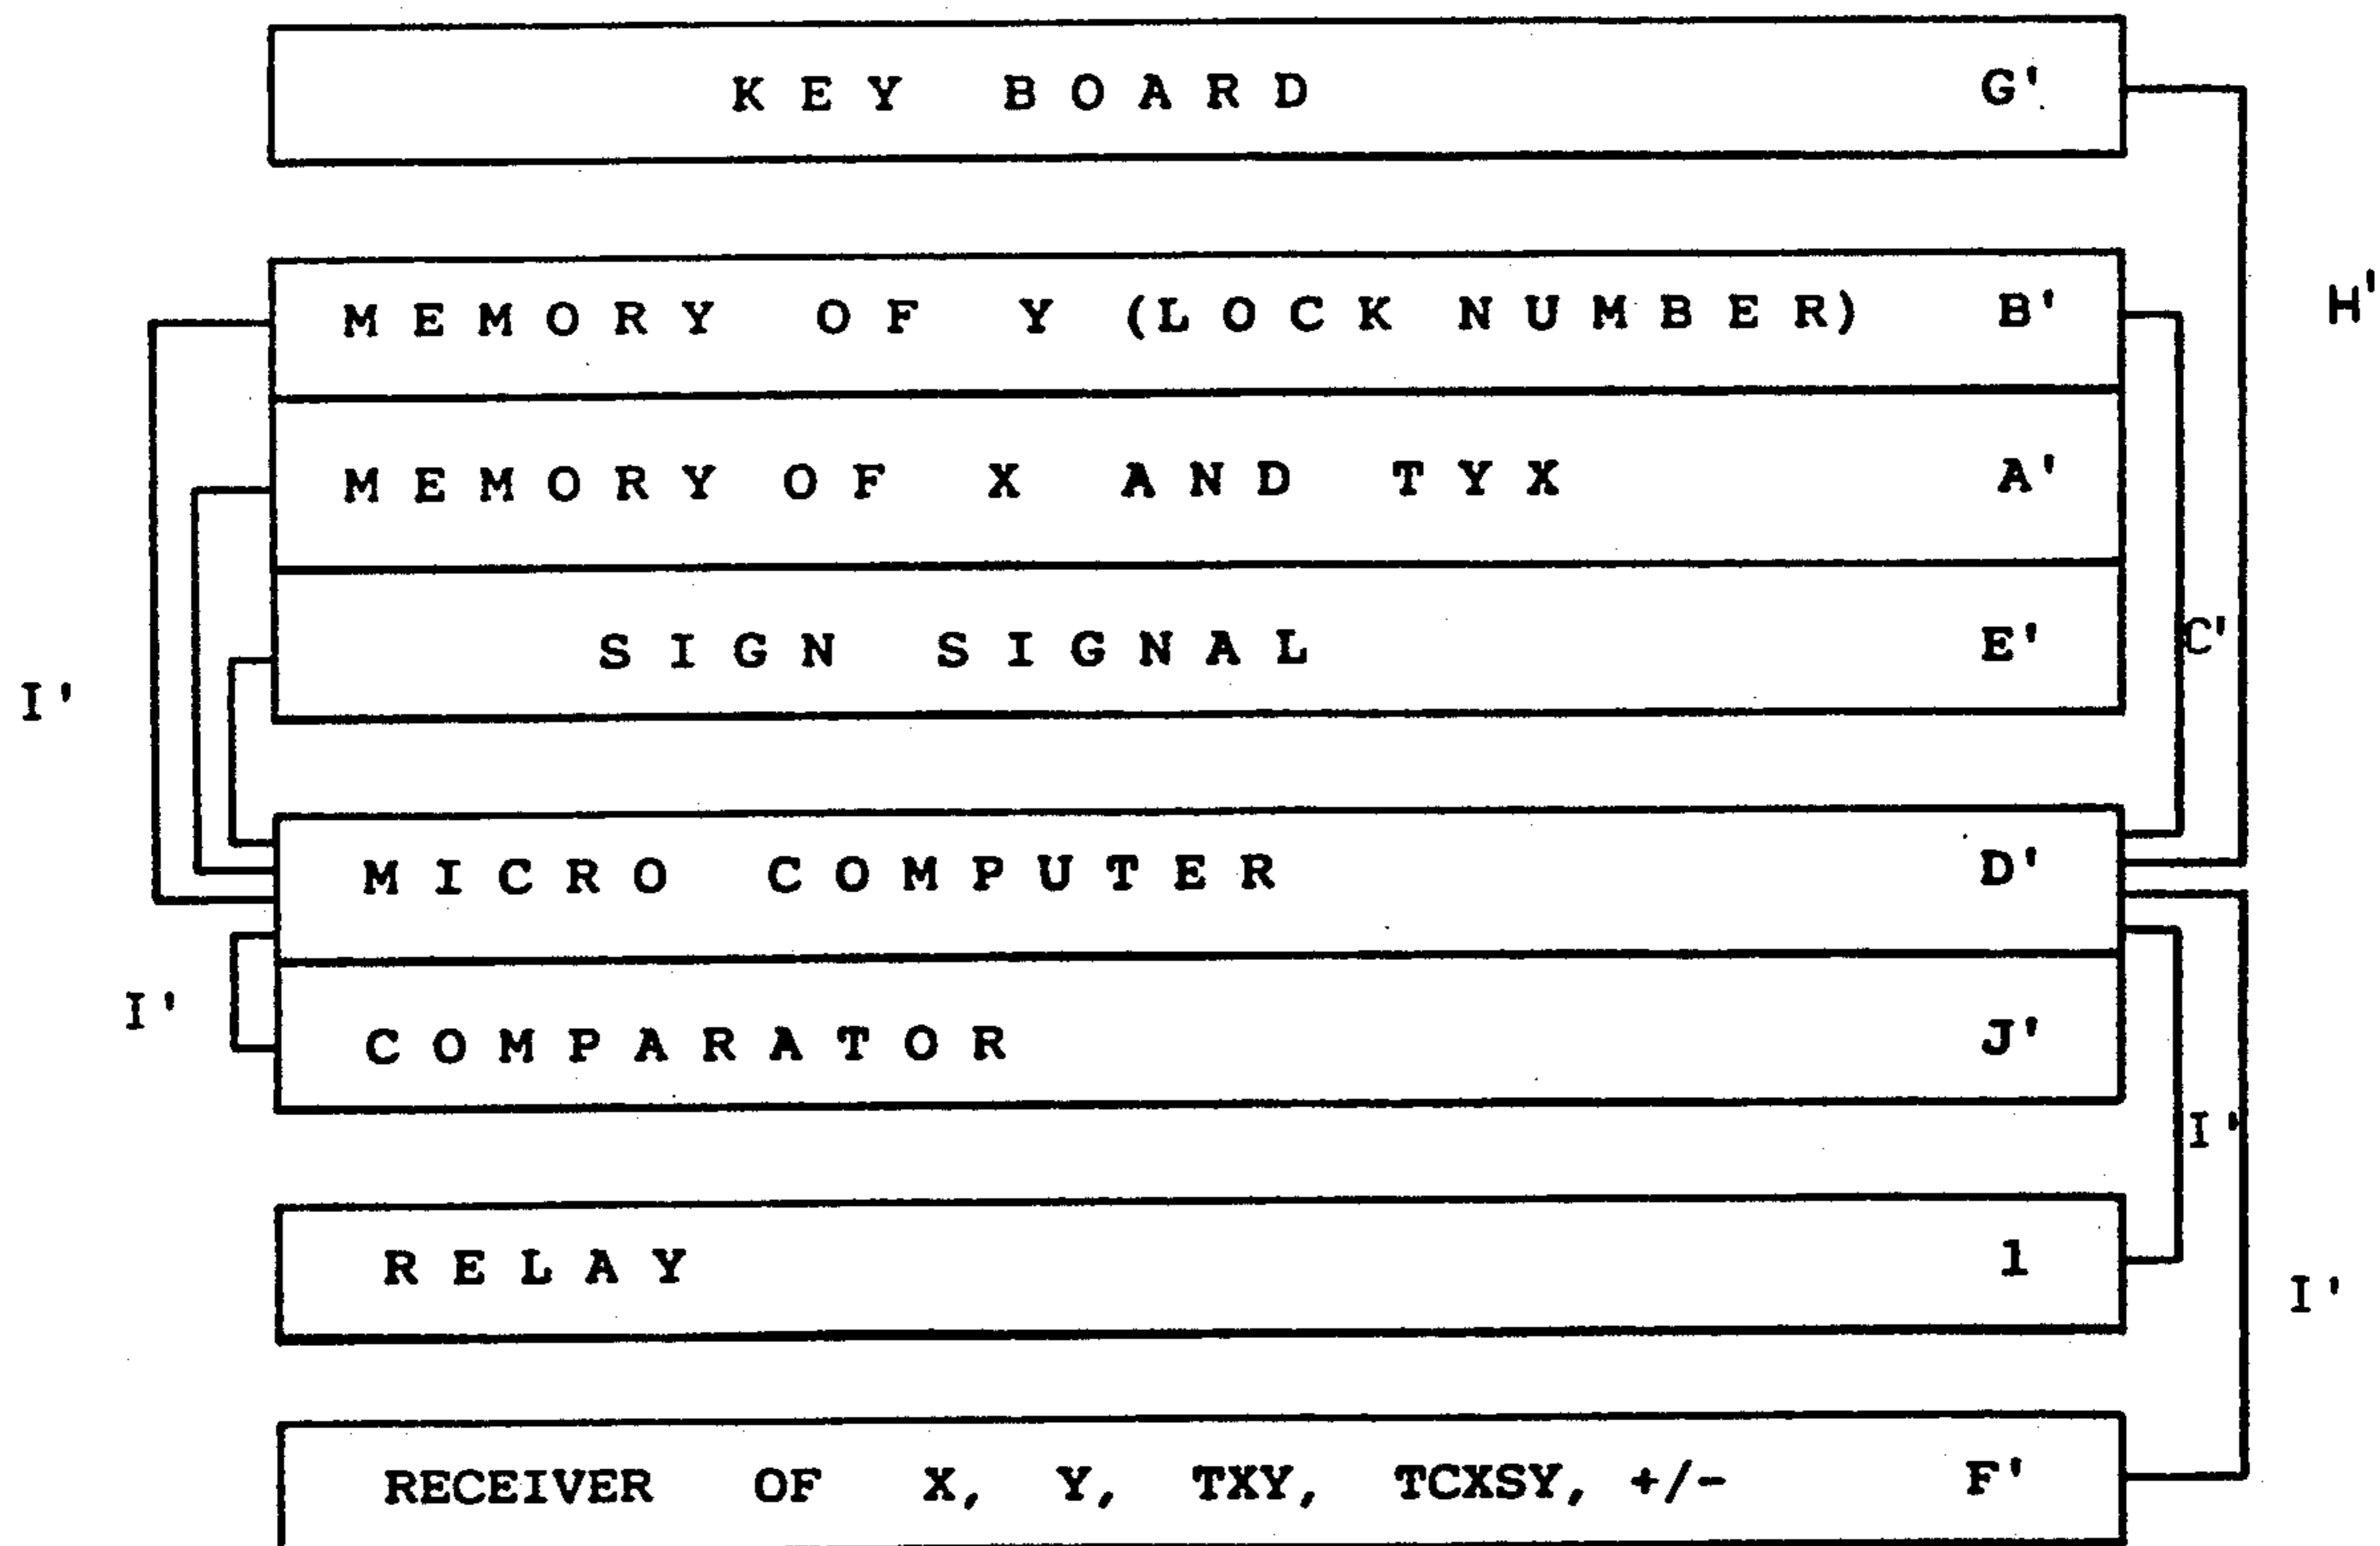 KEY BOARD G'
H'
MEMORY OF Y (LOCK NUMBER) B'
MEMORY OF X AND TYX A'
C'
SIGN SIGNAL E'
I'
MICRO COMPUTER D'
I'
COMPARATOR J'
I'
RELAY 1
I'
RECEIVER OF X, Y, TXY, TCXSY, +/- F'